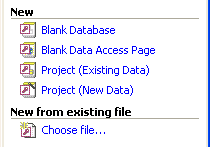 New
Blank Database
Blank Data Access Page
Project (Existing Data)
Project (New Data)
New from existing file
Choose file...